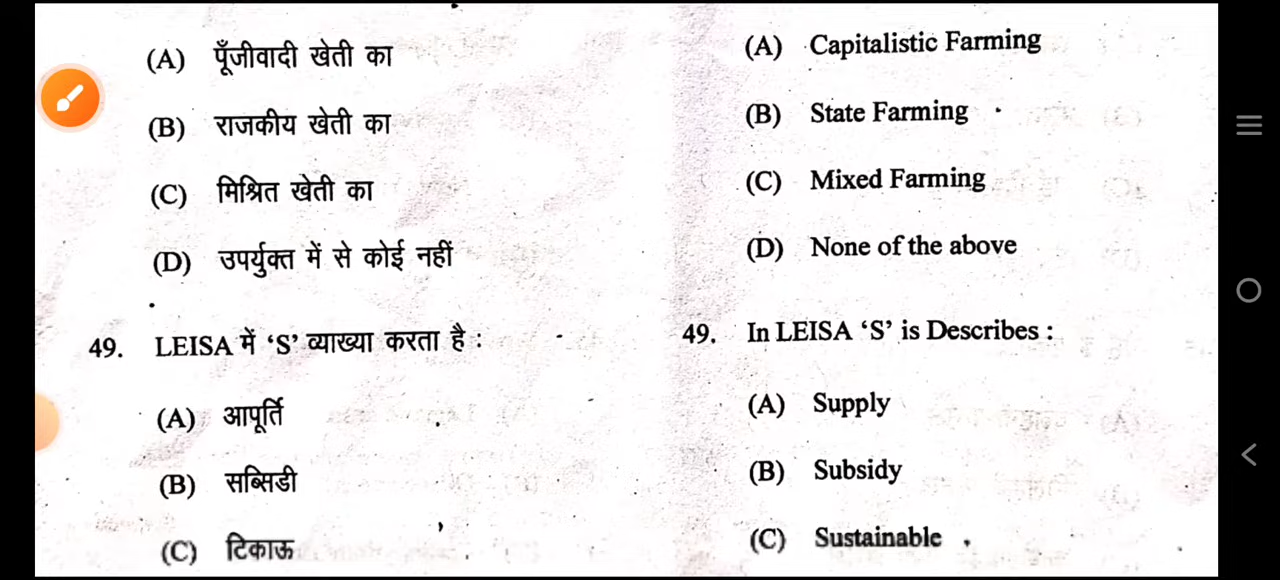 (A) पूँजीवादी खेती का
(B) राजकीय खेती का
(C) मिश्रित खेती का
(D) उपर्युक्त में से कोई नहीं
49. LEISA में ‘S’ व्याख्या करता है :
(A) आपूर्ति
(B) सब्सिडी
(C) टिकाऊ
(A) Capitalistic Farming
(B) State Farming
(C) Mixed Farming
(D) None of the above
49. In LEISA ‘S’ is Describes :
(A) Supply
(B) Subsidy
(C) Sustainable